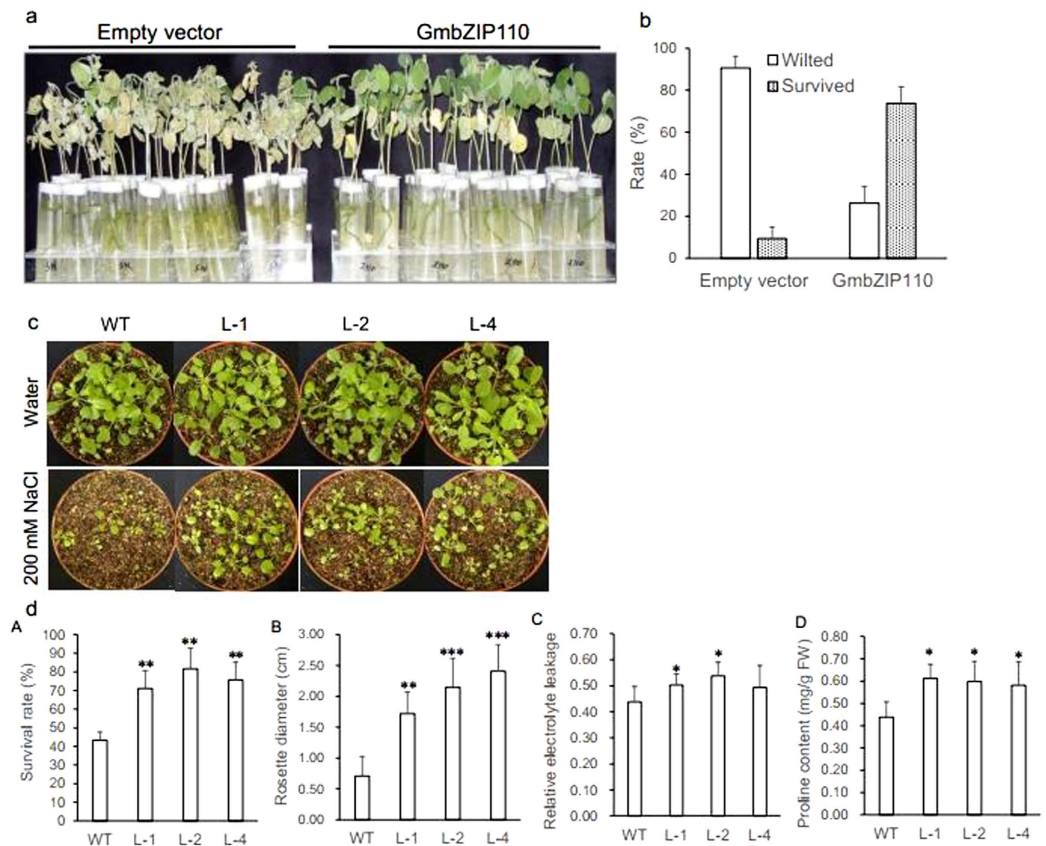 a
Empty vector
GmbZIP110
b
100
80
60
40
20
0
Rate (%)
Wilted
Survived
Empty vector
GmbZIP110
c
WT
L-1
L-2
L-4
Water
200 mM NaCl
d
A
100
90
80
70
60
50
40
30
20
10
0
Survival rate (%)
**
**
**
WT
L-1
L-2
L-4
B
3.00
2.50
2.00
1.50
1.00
0.50
0.00
Rosette diameter (cm)
**
***
***
WT
L-1
L-2
L-4
C
0.70
0.60
0.50
0.40
0.30
0.20
0.10
0.00
Relative electrolyte leakage
*
*
WT
L-1
L-2
L-4
D
0.80
0.70
0.60
0.50
0.40
0.30
0.20
0.10
0.00
Proline content (mg/g FW)
*
*
*
WT
L-1
L-2
L-4